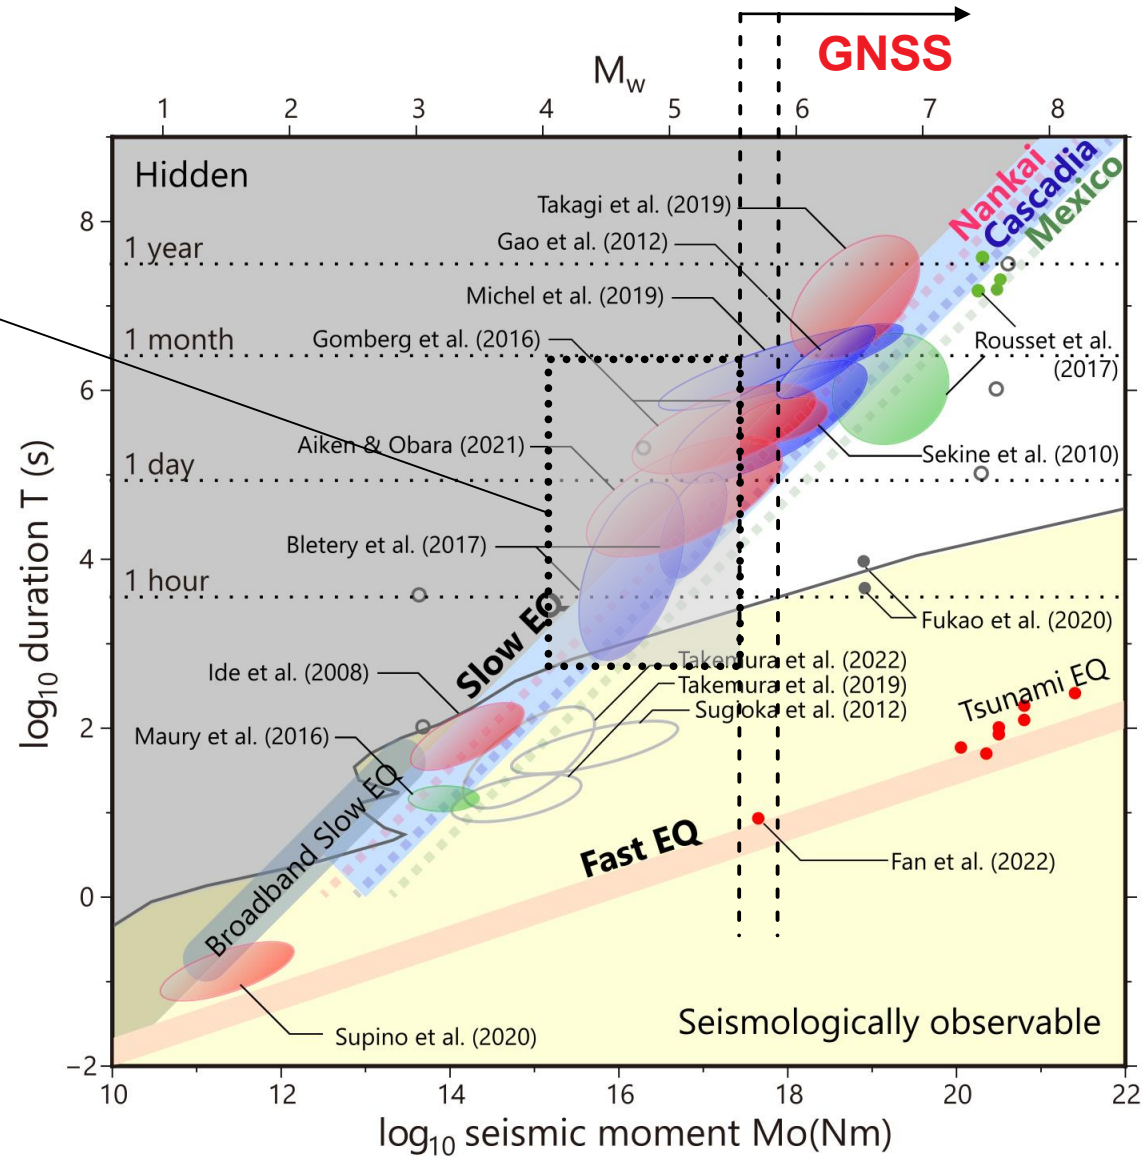 GNSS
Mw
1 2 3 4 5 6 7 8
Hidden
Nankai
Cascadia
Mexico
Takagi et al. (2019)
Gao et al. (2012)
1 year
Michel et al. (2019)
1 month
Gomberg et al. (2016)
Rousset et al.
(2017)
Aiken & Obara (2021)
Sekine et al. (2010)
1 day
Bletery et al. (2017)
1 hour
Slow EQ
Fukao et al. (2020)
Ide et al. (2008)
Takemura et al. (2022)
Takemura et al. (2019)
Sugioka et al. (2012)
Tsunami EQ
Maury et al. (2016)
Broadband Slow EQ
Fast EQ
Fan et al. (2022)
Seismologically observable
Supino et al. (2020)
8
6
4
2
0
−2
log10 duration T (s)
10 12 14 16 18 20 22
log10 seismic moment Mo(Nm)